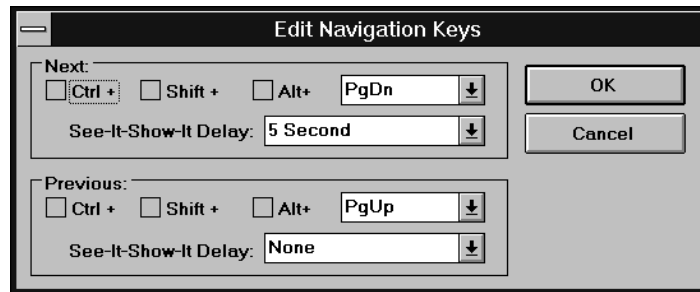 Edit Navigation Keys
Next:
Ctrl + Shift + Alt+ PgDn
OK
See-It-Show-It Delay: 5 Second
Cancel
Previous:
Ctrl + Shift + Alt+ PgUp
See-It-Show-It Delay: None